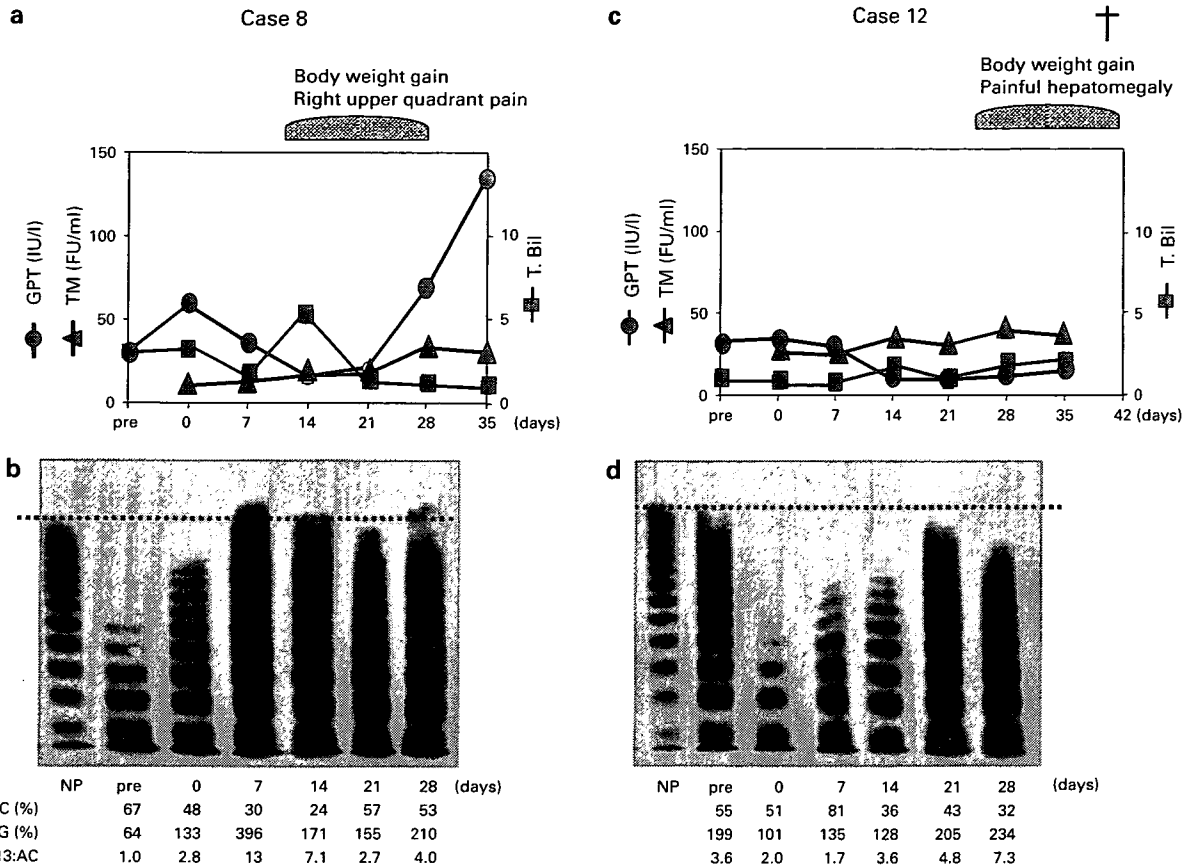 a
Case 8
Body weight gain
Right upper quadrant pain
150
100
50
0
GPT (IU/l)
TM (FU/ml)
10
5
0
T. Bil
pre 0 7 14 21 28 35 (days)
b
NP pre 0 7 14 21 28 (days)
C (%) 67 48 30 24 57 53
G (%) 64 133 396 171 155 210
13:AC 1.0 2.8 13 7.1 2.7 4.0
c
Case 12
Body weight gain
Painful hepatomegaly
150
100
50
0
GPT (IU/l)
TM (FU/ml)
10
5
0
T. Bil
pre 0 7 14 21 28 35 42 (days)
d
pre 0 7 14 21 28
NP
55 51 81 36 43 32
199 101 135 128 205 234
3.6 2.0 1.7 3.6 4.8 7.3